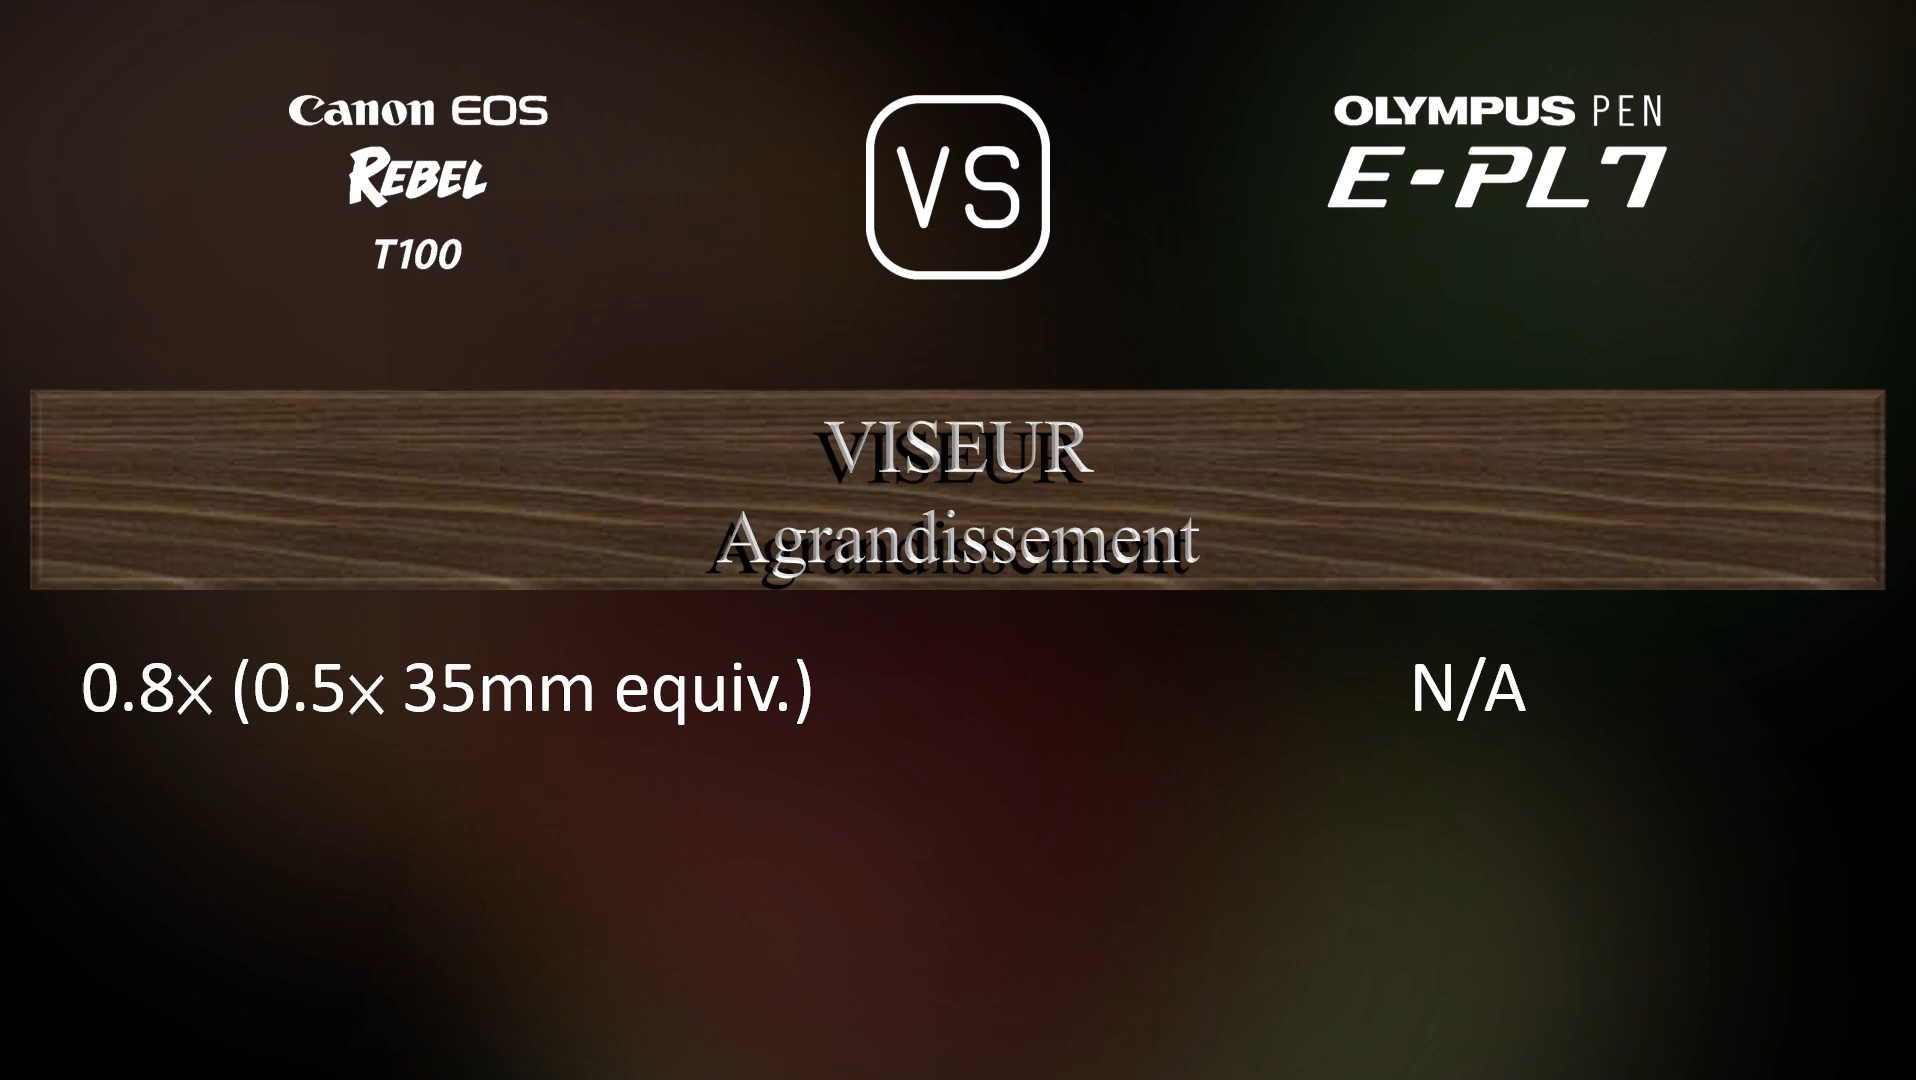 Canon EOS
REBEL
T100
VS
OLYMPUS PEN
E-PL7
VISEUR
Agrandissement
0.8x (0.5x 35mm equiv.)
N/A